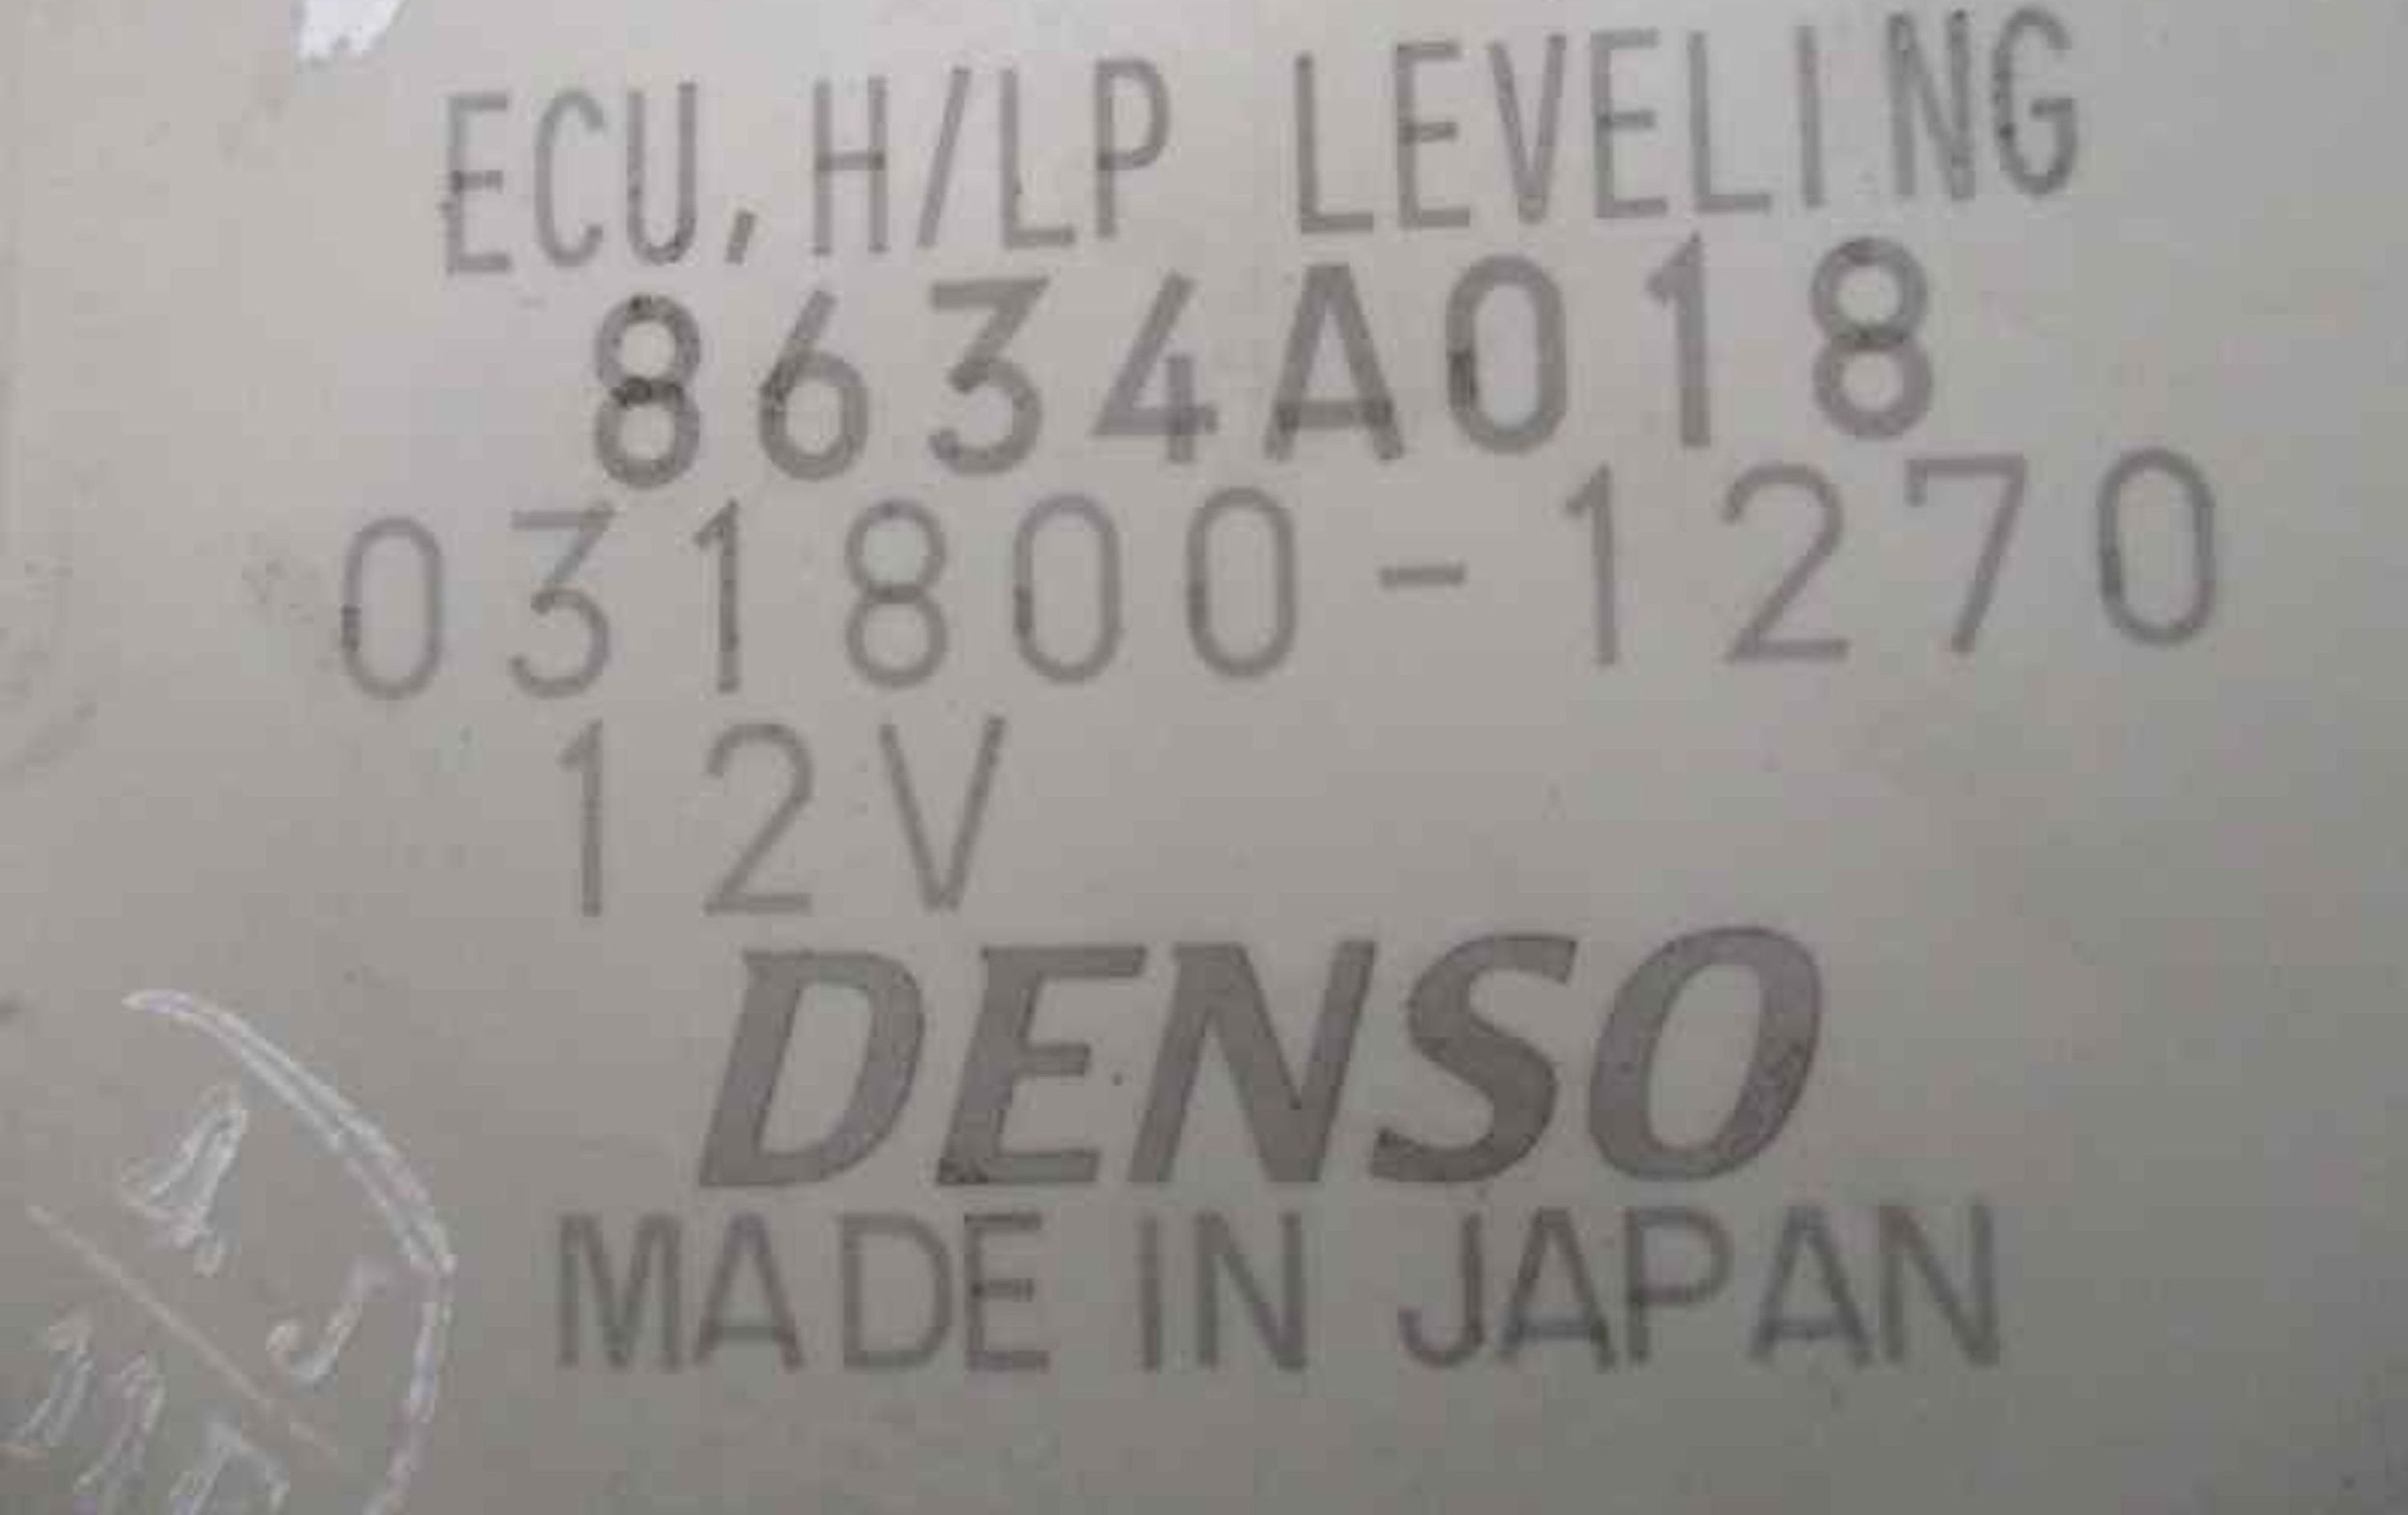 ECU, H/LP LEVELING
8634A018
031800-1270
12V
DENSO
MADE IN JAPAN